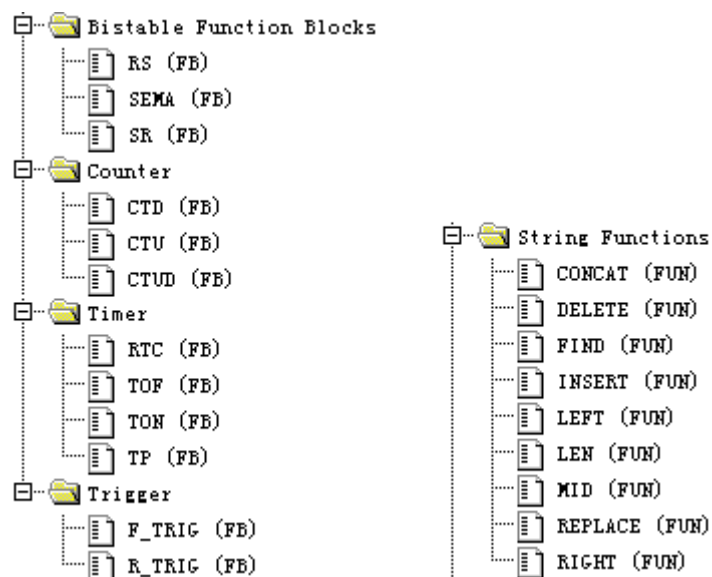 Bistable Function Blocks
RS (FB)
SEMA (FB)
SR (FB)
Counter
CTD (FB)
CTU (FB)
CTUD (FB)
Timer
RTC (FB)
TOF (FB)
TON (FB)
TP (FB)
Trigger
F_TRIG (FB)
R_TRIG (FB)
String Functions
CONCAT (FUN)
DELETE (FUN)
FIND (FUN)
INSERT (FUN)
LEFT (FUN)
LEN (FUN)
MID (FUN)
REPLACE (FUN)
RIGHT (FUN)